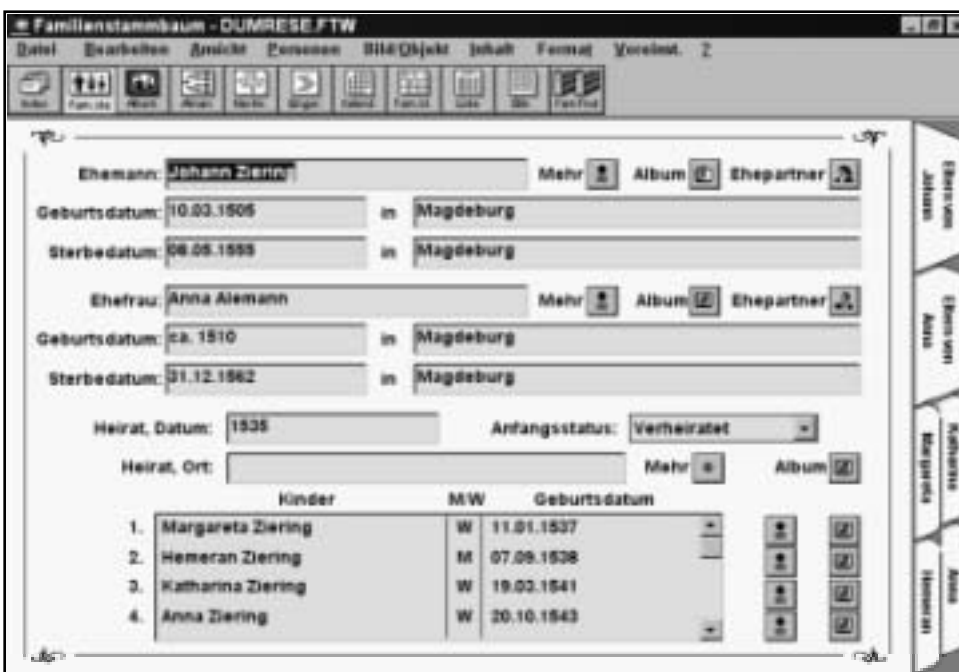 Familienstammbaum - DUMRESE.FTW
Datei Bearbeiten Ansicht Personen Bild/Objekt Inhalt Format Voreinst. ?
Index Album
Ehemann: Johann Ziering Mehr Album Ehepartner
Geburtsdatum: 10.03.1505 in Magdeburg
Sterbedatum: 08.05.1555 in Magdeburg
Ehefrau: Anna Alemann Mehr Album Ehepartner
Geburtsdatum: ca. 1510 in Magdeburg
Sterbedatum: 31.12.1562 in Magdeburg
Heirat, Datum: 1535 Anfangsstatus: Verheiratet
Heirat, Ort: Mehr Album
Kinder M/W Geburtsdatum
1. Margareta Ziering W 11.01.1537
2. Hemeran Ziering M 07.09.1538
3. Katharina Ziering W 19.03.1541
4. Anna Ziering W 20.10.1543
Eltern von
Johann
Eltern von
Anna
Katharina
Margareta
Anna
Hemeran